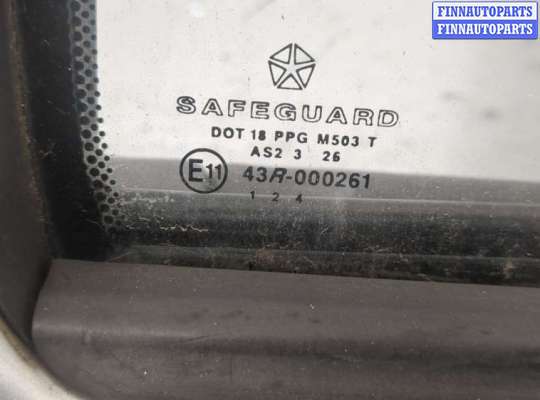 FINNAUTOPARTS
FINNAUTOPARTS
SAFEGUARD
DOT 18 PPG M503 T
AS2 3 26
E11 43R-000261
1 2 4